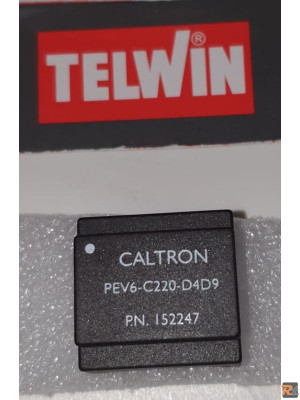 TELWIN®
CALTRON
PEV6-C220-D4D9
P.N. 152247